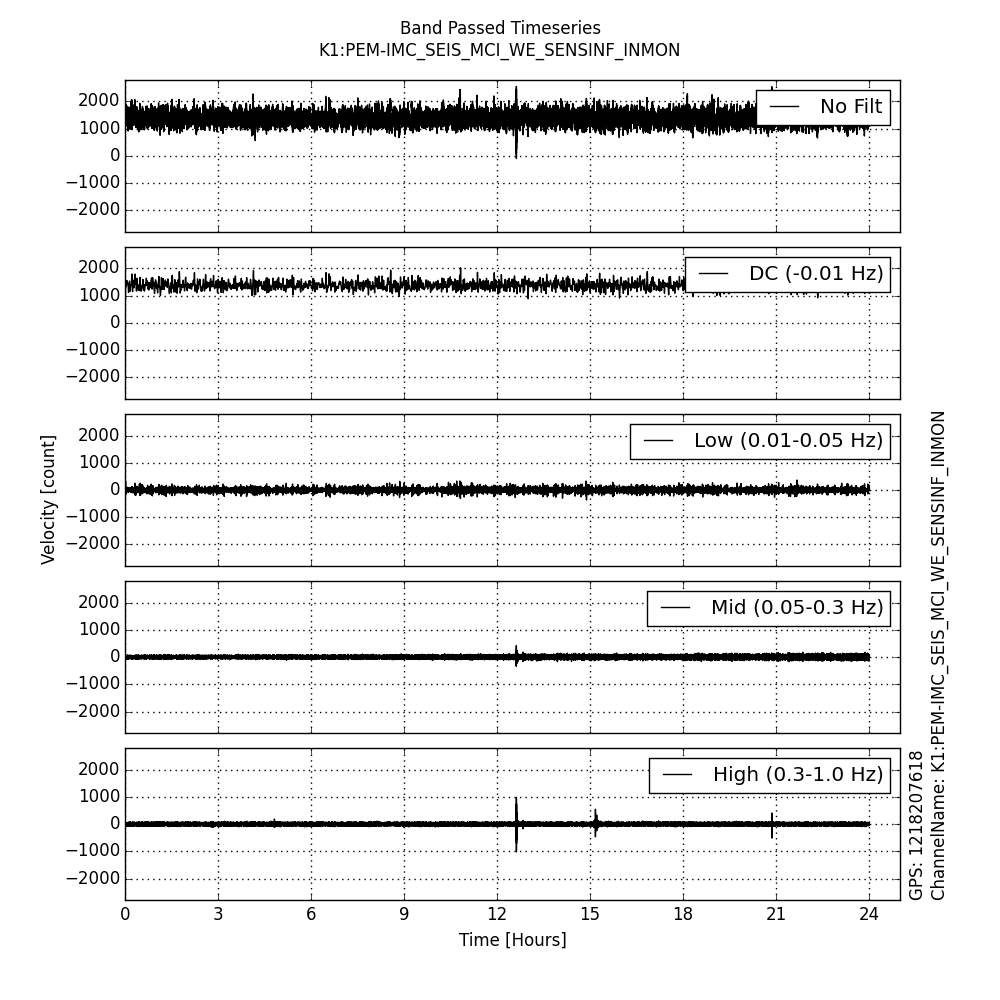 Band Passed Timeseries
K1:PEM-IMC_SEIS_MCI_WE_SENSINF_INMON
2000
1000
0
−1000
−2000
No Filt
2000
1000
0
−1000
−2000
DC (-0.01 Hz)
2000
1000
0
−1000
−2000
Low (0.01-0.05 Hz)
Velocity [count]
2000
1000
0
−1000
−2000
Mid (0.05-0.3 Hz)
2000
1000
0
−1000
−2000
High (0.3-1.0 Hz)
0 3 6 9 12 15 18 21 24
Time [Hours]
GPS: 1218207618
ChannelName: K1:PEM-IMC_SEIS_MCI_WE_SENSINF_INMON